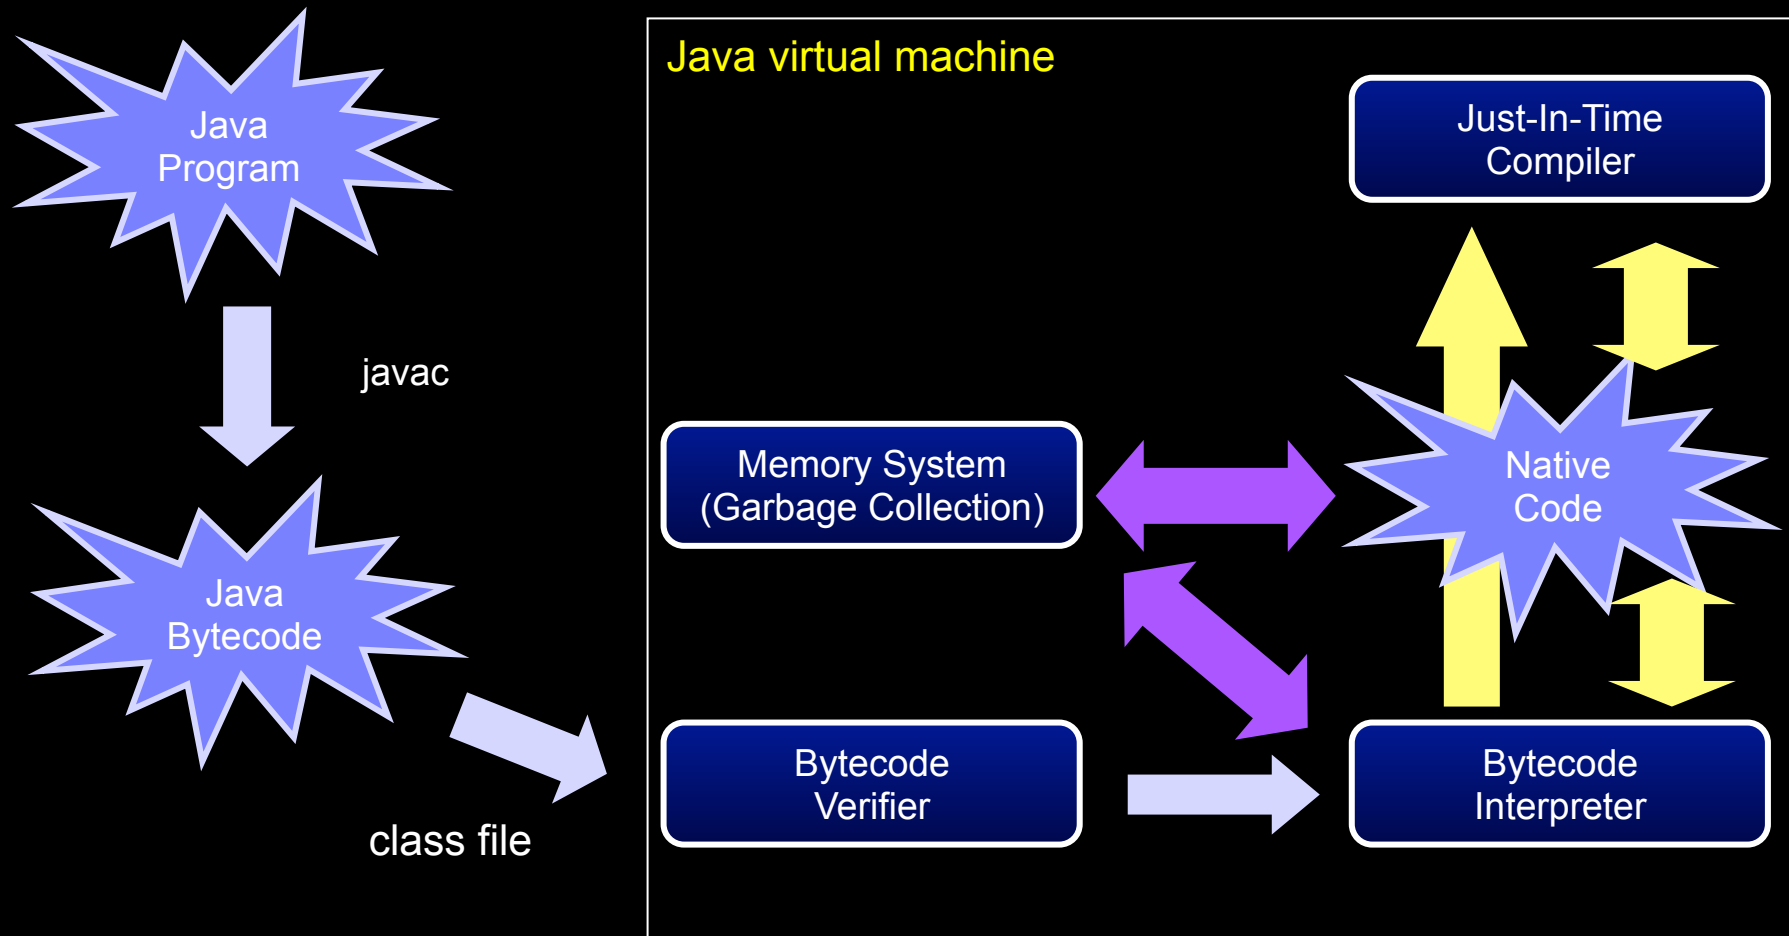 Java
Program
javac
Java
Bytecode
class file
Java virtual machine
Just-In-Time
Compiler
Memory System
(Garbage Collection)
Native
Code
Bytecode
Verifier
Bytecode
Interpreter